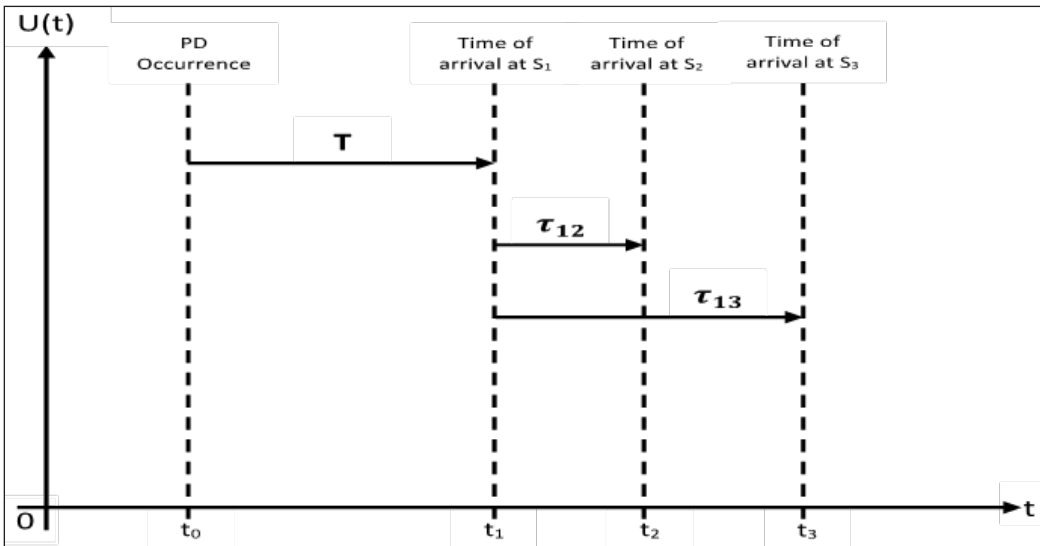 U(t)
PD
Occurrence
Time of
arrival at S₁
Time of
arrival at S₂
Time of
arrival at S₃
T
τ₁₂
τ₁₃
0
t₀
t₁
t₂
t₃
t